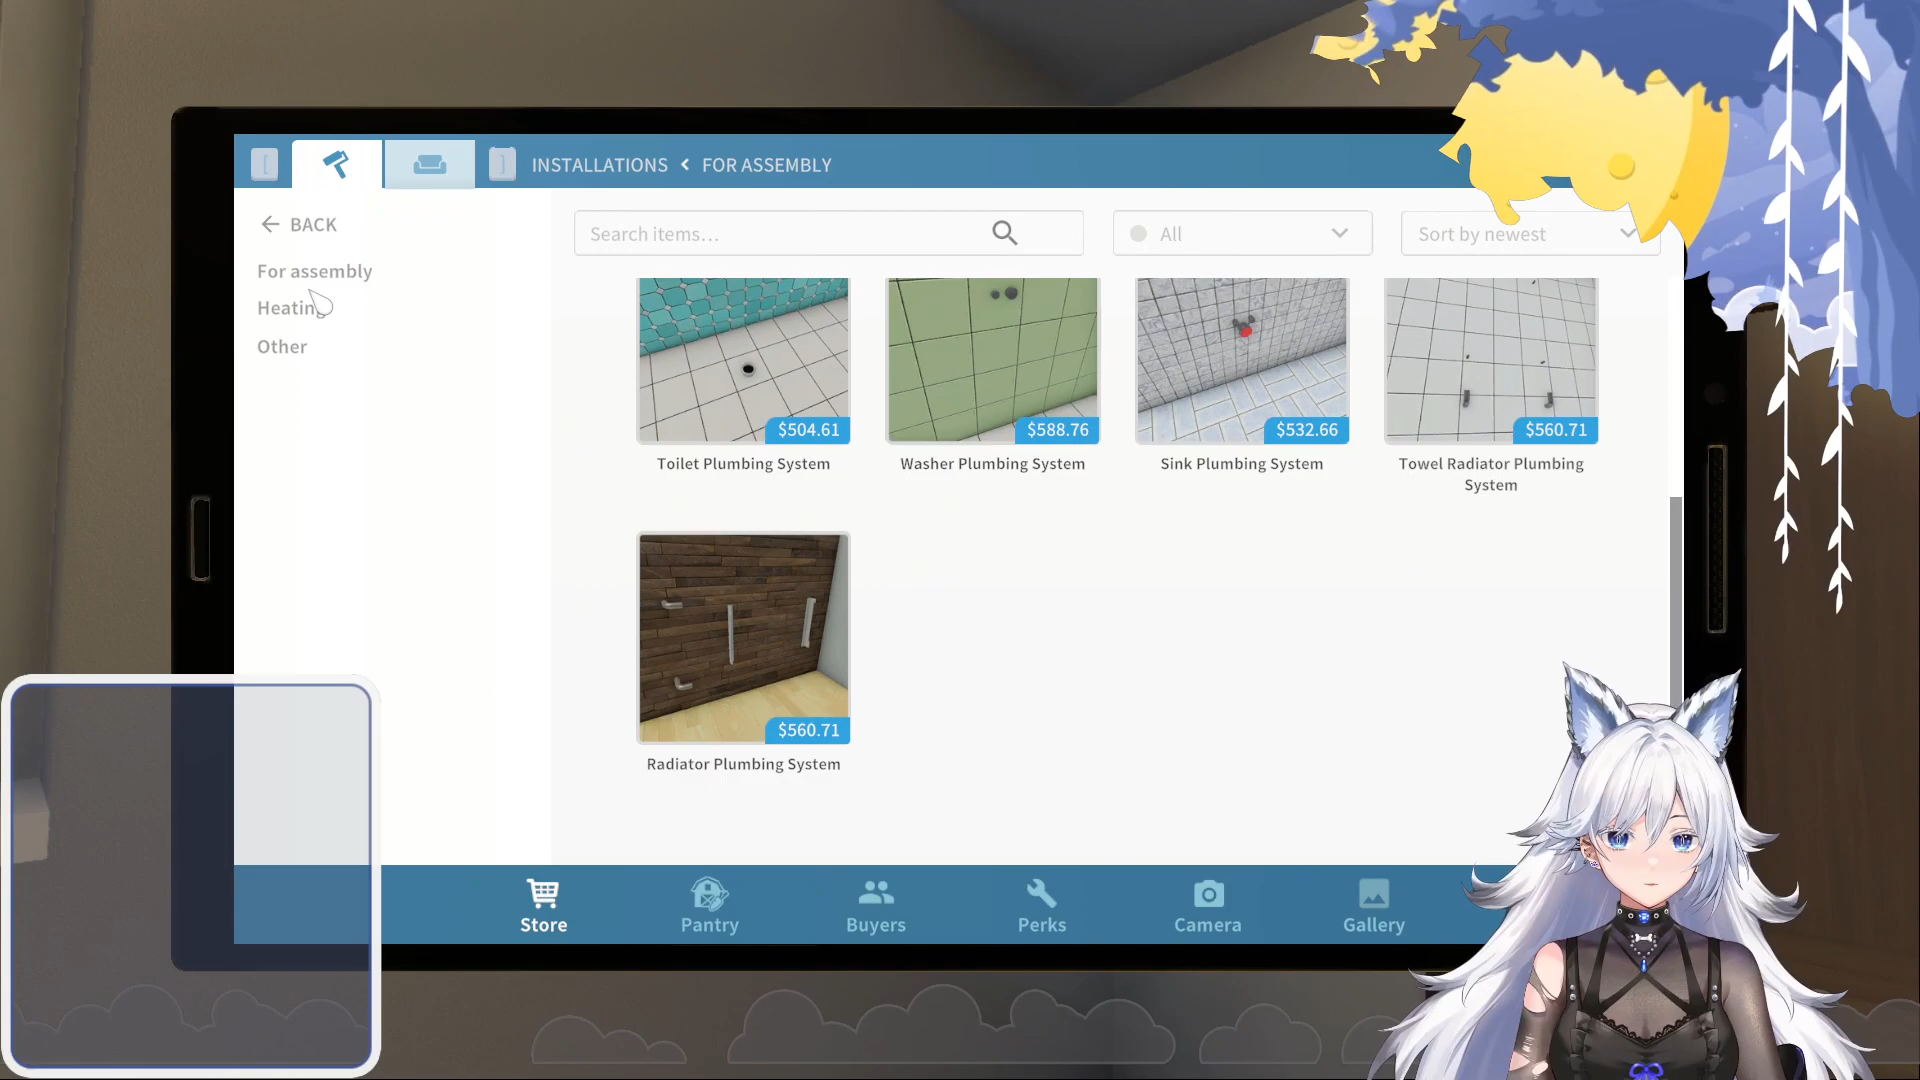 [
]
INSTALLATIONS < FOR ASSEMBLY
BACK
For assembly
Heating
Other
Search items...
All
Sort by newest
$504.61
$588.76
$532.66
$560.71
Toilet Plumbing System
Washer Plumbing System
Sink Plumbing System
Towel Radiator Plumbing
System
$560.71
Radiator Plumbing System
Store
Pantry
Buyers
Perks
Camera
Gallery